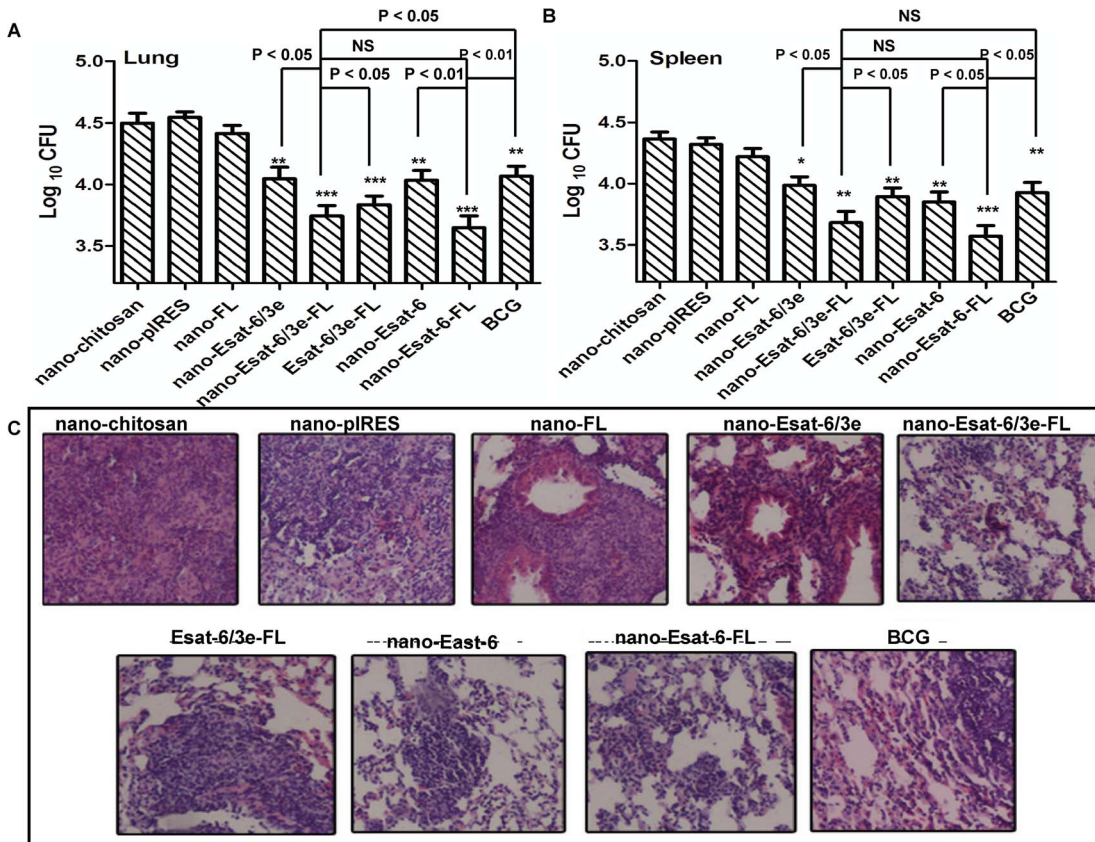 A
Lung
P < 0.05
NS
P < 0.05
P < 0.01
P < 0.05
P < 0.01
5.0
4.5
4.0
3.5
Log 10 CFU
**
***
***
**
***
**
nano-chitosan
nano-pIRES
nano-FL
nano-Esat-6/3e
nano-Esat-6/3e-FL
Esat-6/3e-FL
nano-Esat-6
nano-Esat-6-FL
BCG
B
Spleen
NS
NS
P < 0.05
P < 0.05
P < 0.05
P < 0.05
5.0
4.5
4.0
3.5
Log 10 CFU
*
**
**
**
***
**
nano-chitosan
nano-pIRES
nano-FL
nano-Esat-6/3e
nano-Esat-6/3e-FL
Esat-6/3e-FL
nano-Esat-6
nano-Esat-6-FL
BCG
C
nano-chitosan
nano-pIRES
nano-FL
nano-Esat-6/3e
nano-Esat-6/3e-FL
Esat-6/3e-FL
nano-East-6
nano-Esat-6-FL
BCG